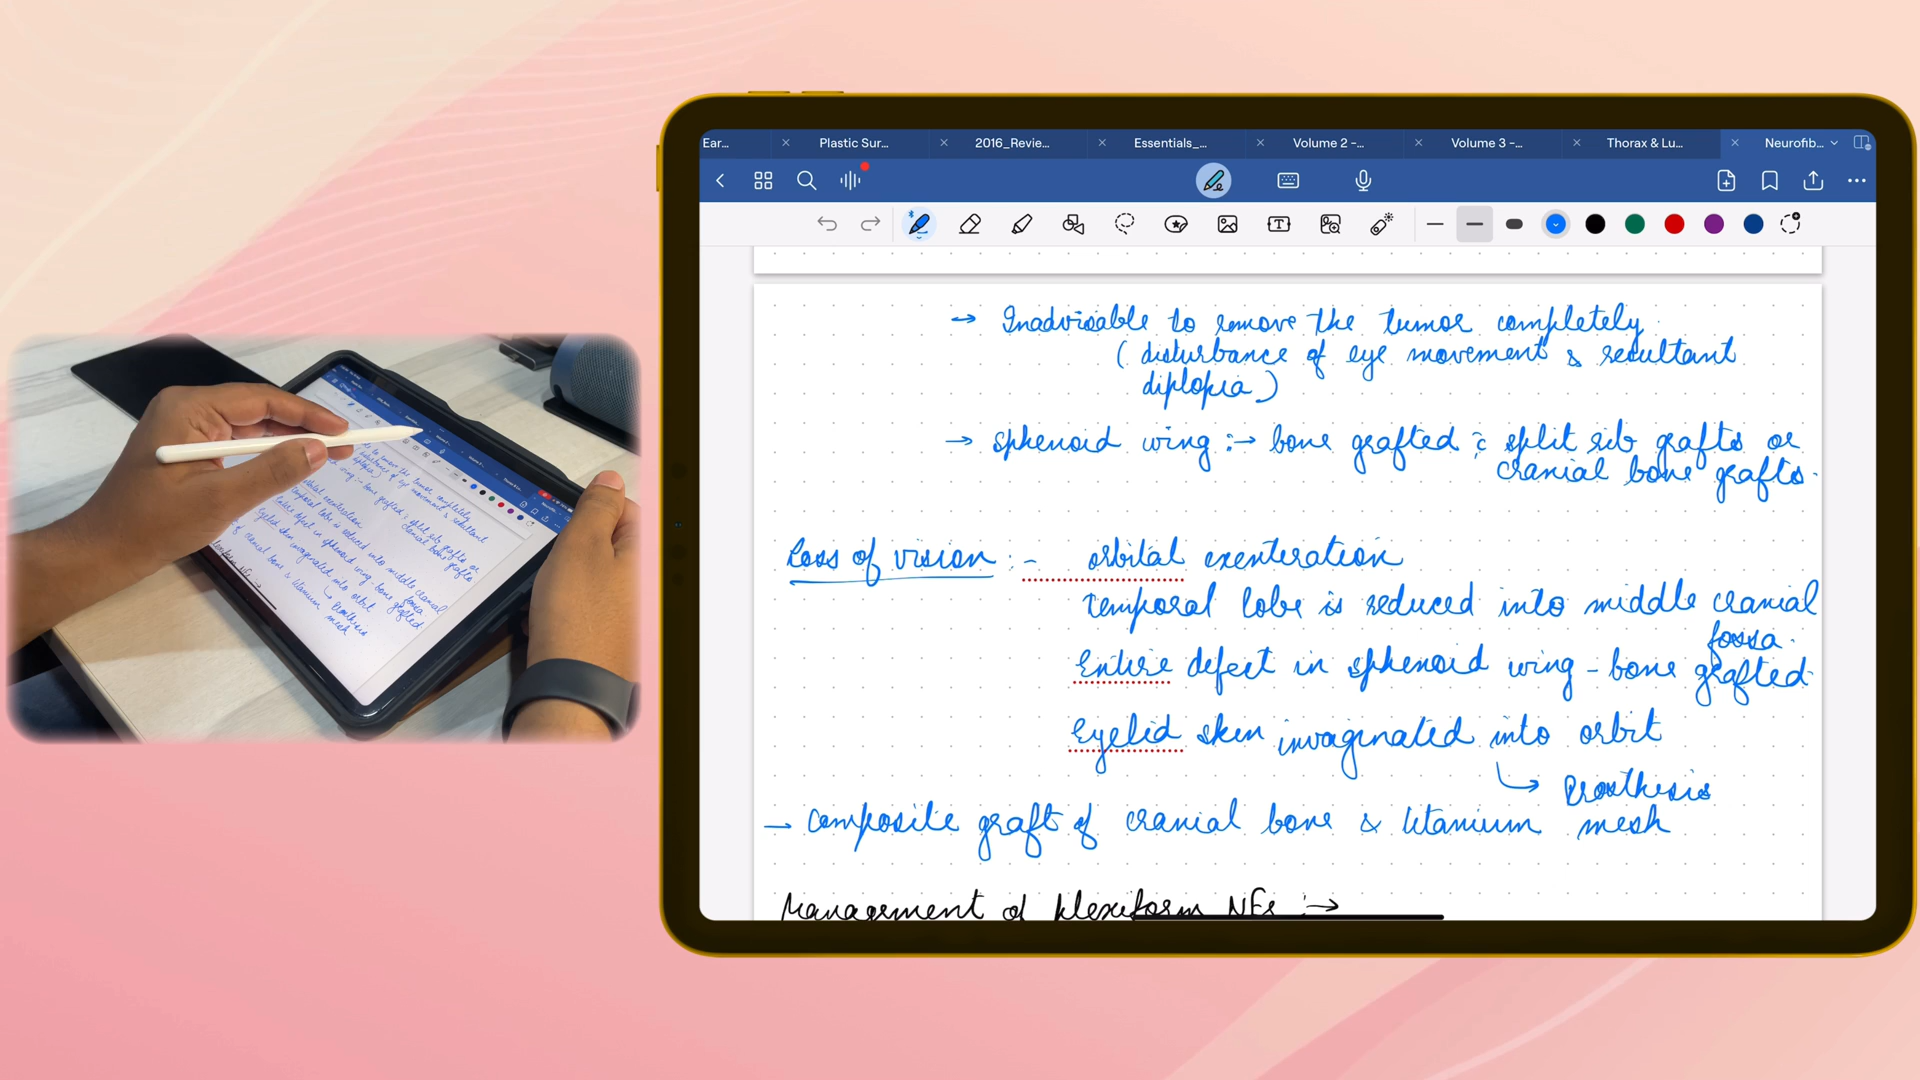 Ear...
Plastic Sur...
2016_Revie...
Essentials_...
Volume 2 -...
Volume 3 -...
Thorax & Lu...
Neurofib...
→ Inadvisable to remove the tumor completely
( disturbance of eye movement & resultant
diplopia )
→ sphenoid wing :→ bone grafted c̄ split rib grafts or
cranial bone grafts.
Loss of vision :- orbital exenteration
temporal lobe is reduced into middle cranial
fossa.
Entire defect in sphenoid wing - bone grafted.
Eyelid skin invaginated into orbit
↳ Prosthesis
→ composite graft of cranial bone & titanium mesh
Management of plexiform NFs :→